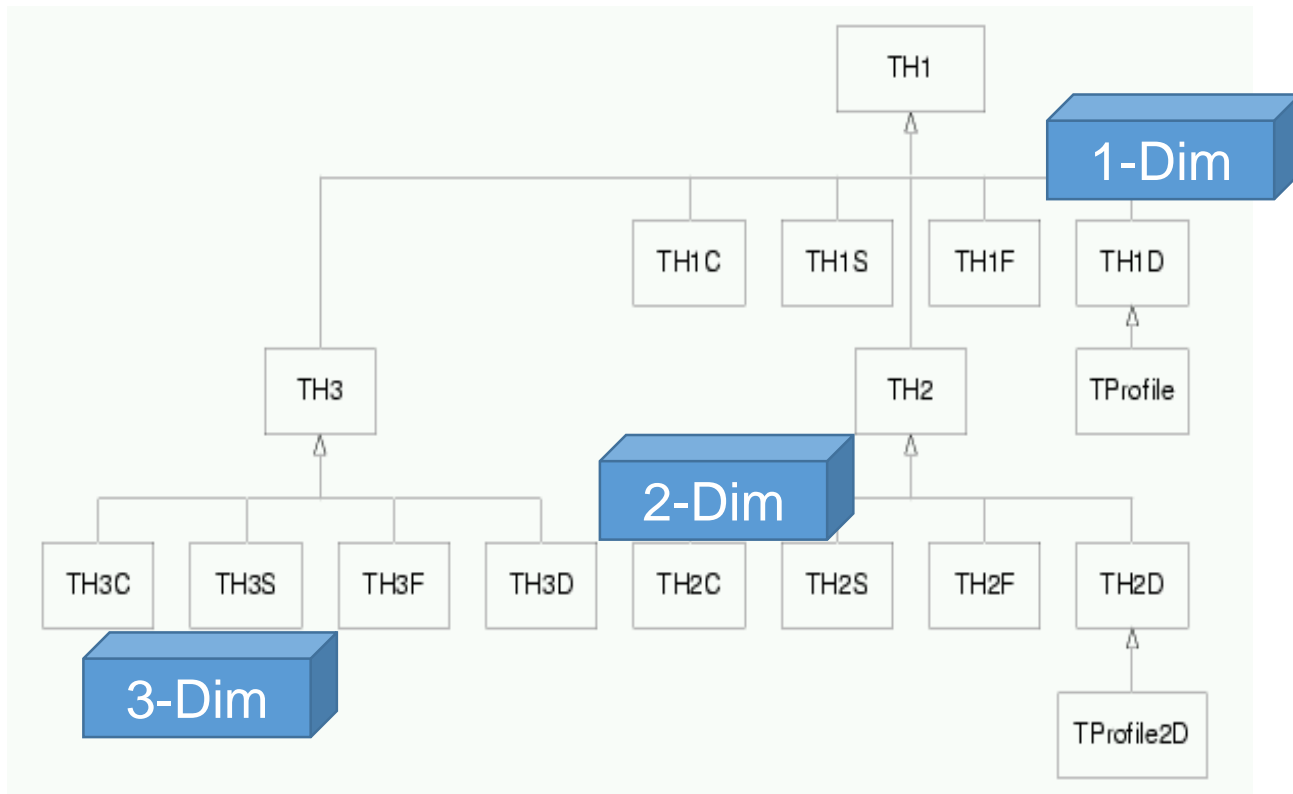 TH1
1-Dim
TH1C
TH1S
TH1F
TH1D
TH3
TH2
TProfile
2-Dim
TH3C
TH3S
TH3F
TH3D
TH2C
TH2S
TH2F
TH2D
3-Dim
TProfile2D